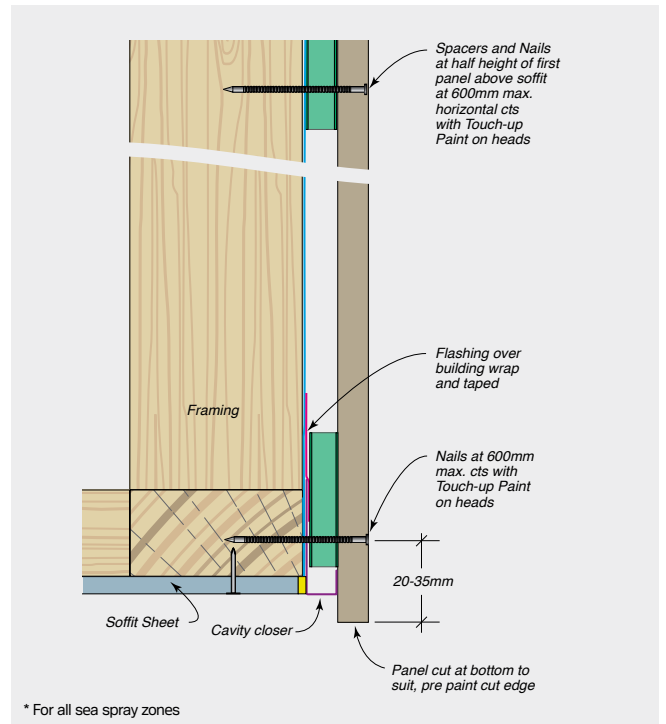 Spacers and Nails
at half height of first
panel above soffit
at 600mm max.
horizontal cts
with Touch-up
Paint on heads
Flashing over
building wrap
and taped
Framing
Nails at 600mm
max. cts with
Touch-up Paint
on heads
20-35mm
Soffit Sheet
Cavity closer
Panel cut at bottom to
suit, pre paint cut edge
* For all sea spray zones